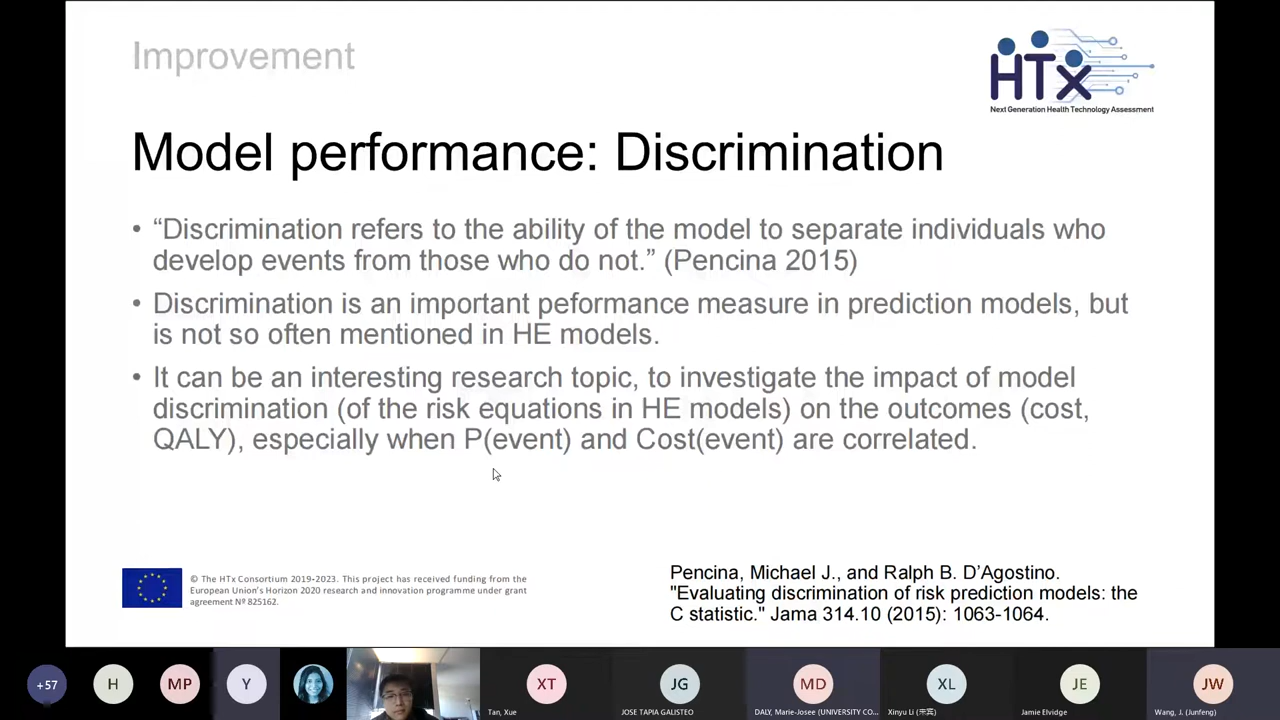 Improvement
HTx
Next Generation Health Technology Assessment
Model performance: Discrimination
• “Discrimination refers to the ability of the model to separate individuals who
develop events from those who do not.” (Pencina 2015)
• Discrimination is an important peformance measure in prediction models, but
is not so often mentioned in HE models.
• It can be an interesting research topic, to investigate the impact of model
discrimination (of the risk equations in HE models) on the outcomes (cost,
QALY), especially when P(event) and Cost(event) are correlated.
© The HTx Consortium 2019-2023. This project has received funding from the
European Union's Horizon 2020 research and innovation programme under grant
agreement Nº 825162.
Pencina, Michael J., and Ralph B. D’Agostino.
"Evaluating discrimination of risk prediction models: the
C statistic." Jama 314.10 (2015): 1063-1064.
+57
H
MP
Y
XT
JG
MD
XL
JE
JW
Tan, Xue
JOSE TAPIA GALISTEO
DALY, Marie-Josee (UNIVERSITY CO...
Xinyu Li (来宾)
Jamie Elvidge
Wang, J. (Junfeng)